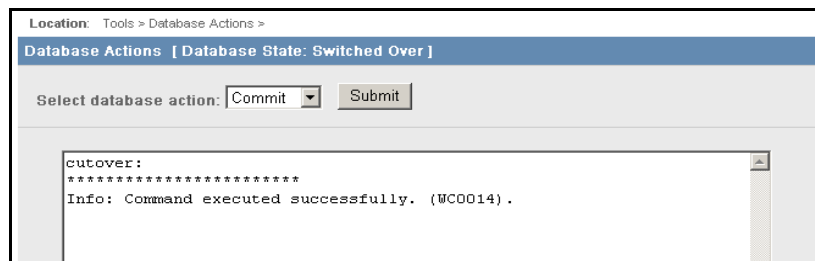 Location: Tools > Database Actions >
Database Actions [ Database State: Switched Over ]
Select database action: Commit Submit
cutover:
************************
Info: Command executed successfully. (WC0014).